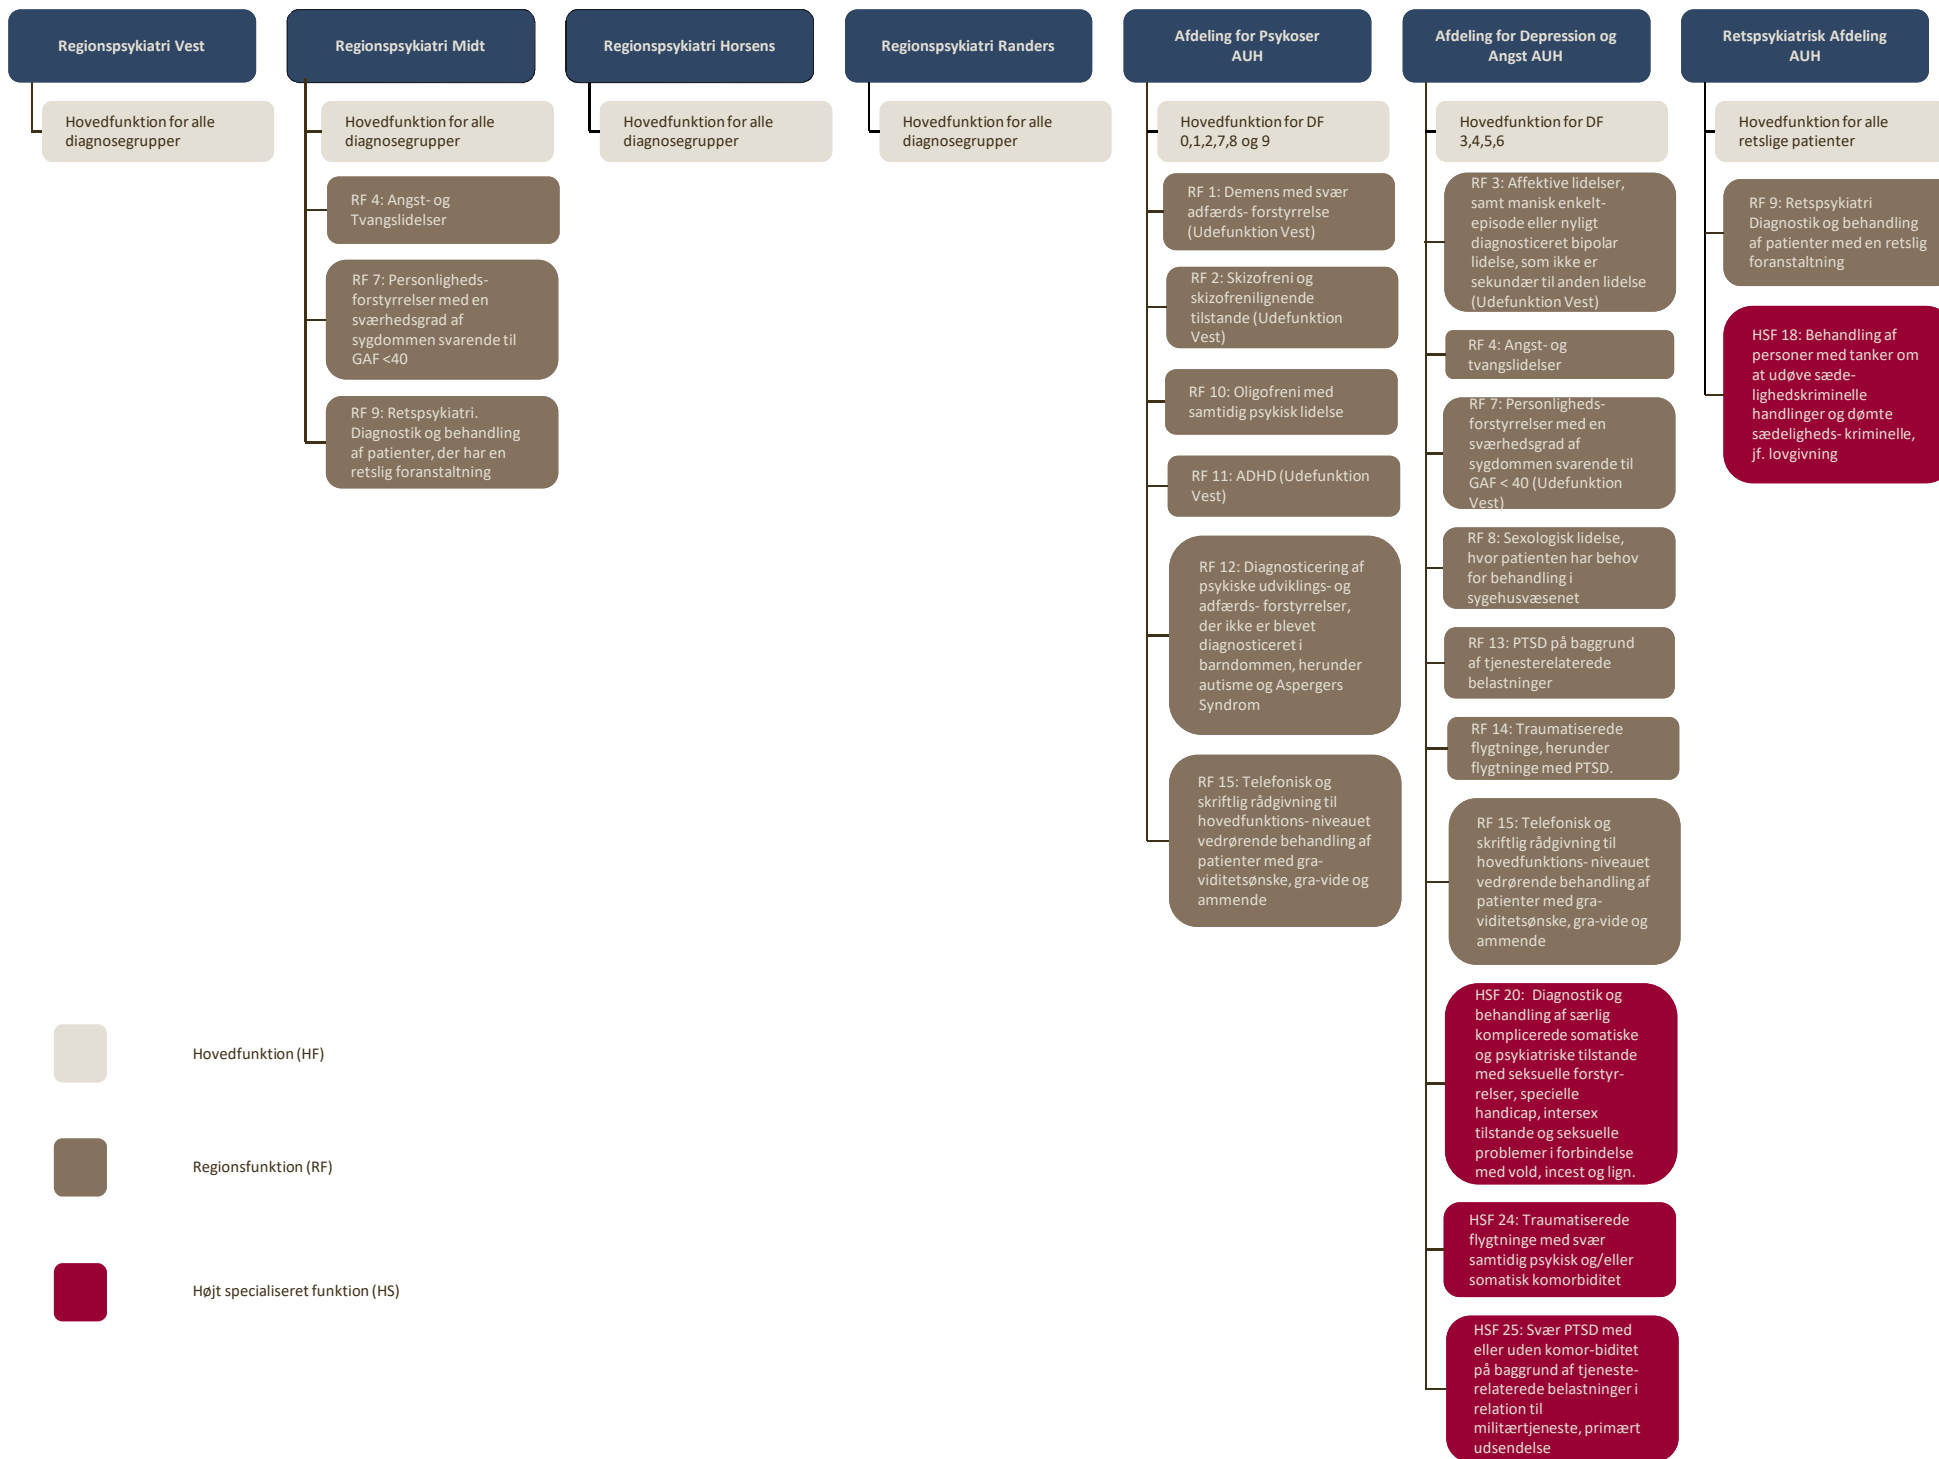 Regionspsykiatri Vest
Hovedfunktion for alle
diagnosegrupper
Regionspsykiatri Midt
Hovedfunktion for alle
diagnosegrupper
RF 4: Angst- og
Tvangslidelser
RF 7: Personligheds-
forstyrrelser med en
sværhedsgrad af
sygdommen svarende til
GAF <40
RF 9: Retspsykiatri.
Diagnostik og behandling
af patienter, der har en
retslig foranstaltning
Regionspsykiatri Horsens
Hovedfunktion for alle
diagnosegrupper
Regionspsykiatri Randers
Hovedfunktion for alle
diagnosegrupper
Afdeling for Psykoser
AUH
Hovedfunktion for DF
0,1,2,7,8 og 9
RF 1: Demens med svær
adfærds- forstyrrelse
(Udefunktion Vest)
RF 2: Skizofreni og
skizofrenilignende
tilstande (Udefunktion
Vest)
RF 10: Oligofreni med
samtidig psykisk lidelse
RF 11: ADHD (Udefunktion
Vest)
RF 12: Diagnosticering af
psykiske udviklings- og
adfærds- forstyrrelser,
der ikke er blevet
diagnosticeret i
barndommen, herunder
autisme og Aspergers
Syndrom
RF 15: Telefonisk og
skriftlig rådgivning til
hovedfunktions- niveauet
vedrørende behandling af
patienter med gra-
viditetsønske, gra-vide og
ammende
Afdeling for Depression og
Angst AUH
Hovedfunktion for DF
3,4,5,6
RF 3: Affektive lidelser,
samt manisk enkelt-
episode eller nyligt
diagnosticeret bipolar
lidelse, som ikke er
sekundær til anden lidelse
(Udefunktion Vest)
RF 4: Angst- og
tvangslidelser
RF 7: Personligheds-
forstyrrelser med en
sværhedsgrad af
sygdommen svarende til
GAF < 40 (Udefunktion
Vest)
RF 8: Sexologisk lidelse,
hvor patienten har behov
for behandling i
sygehusvæsenet
RF 13: PTSD på baggrund
af tjenesterelaterede
belastninger
RF 14: Traumatiserede
flygtninge, herunder
flygtninge med PTSD.
RF 15: Telefonisk og
skriftlig rådgivning til
hovedfunktions- niveauet
vedrørende behandling af
patienter med gra-
viditetsønske, gra-vide og
ammende
HSF 20:  Diagnostik og
behandling af særlig
komplicerede somatiske
og psykiatriske tilstande
med seksuelle forstyr-
relser, specielle
handicap, intersex
tilstande og seksuelle
problemer i forbindelse
med vold, incest og lign.
HSF 24: Traumatiserede
flygtninge med svær
samtidig psykisk og/eller
somatisk komorbiditet
HSF 25: Svær PTSD med
eller uden komor-biditet
på baggrund af tjeneste-
relaterede belastninger i
relation til
militærtjeneste, primært
udsendelse
Retspsykiatrisk Afdeling
AUH
Hovedfunktion for alle
retslige patienter
RF 9: Retspsykiatri
Diagnostik og behandling
af patienter med en retslig
foranstaltning
HSF 18: Behandling af
personer med tanker om
at udøve sæde-
lighedskriminelle
handlinger og dømte
sædeligheds- kriminelle,
jf. lovgivning
Hovedfunktion (HF)
Regionsfunktion (RF)
Højt specialiseret funktion (HS)